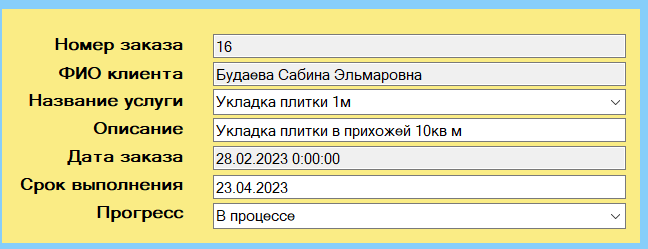 Номер заказа 16
ФИО клиента Будаева Сабина Эльмаровна
Название услуги Укладка плитки 1м
Описание Укладка плитки в прихожей 10кв м
Дата заказа 28.02.2023 0:00:00
Срок выполнения 23.04.2023
Прогресс В процессе